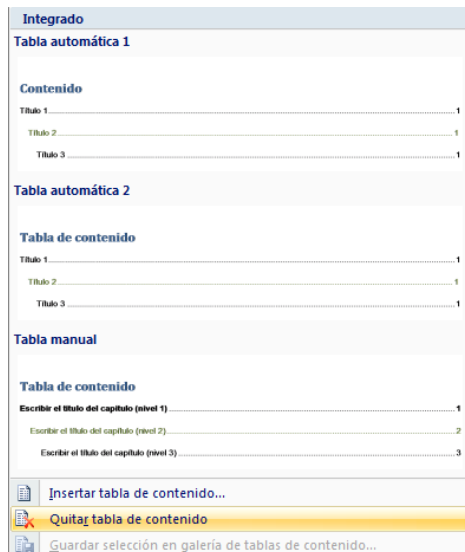 Integrado
Tabla automática 1
Contenido
Título 1 1
Título 2 1
Título 3 1
Tabla automática 2
Tabla de contenido
Título 1 1
Título 2 1
Título 3 1
Tabla manual
Tabla de contenido
Escribir el título del capítulo (nivel 1) 1
Escribir el título del capítulo (nivel 2) 2
Escribir el título del capítulo (nivel 3) 3
Insertar tabla de contenido...
Quitar tabla de contenido
Guardar selección en galería de tablas de contenido...